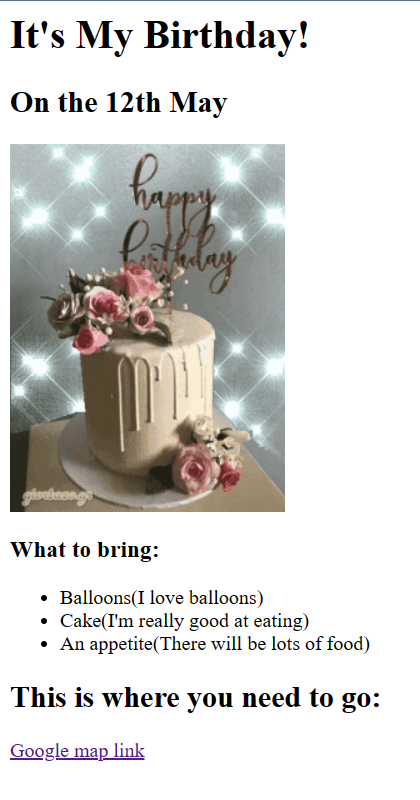 It's My Birthday!
On the 12th May
happy
birthday
giortazo.gr
What to bring:
Balloons(I love balloons)
Cake(I'm really good at eating)
An appetite(There will be lots of food)
This is where you need to go:
Google map link